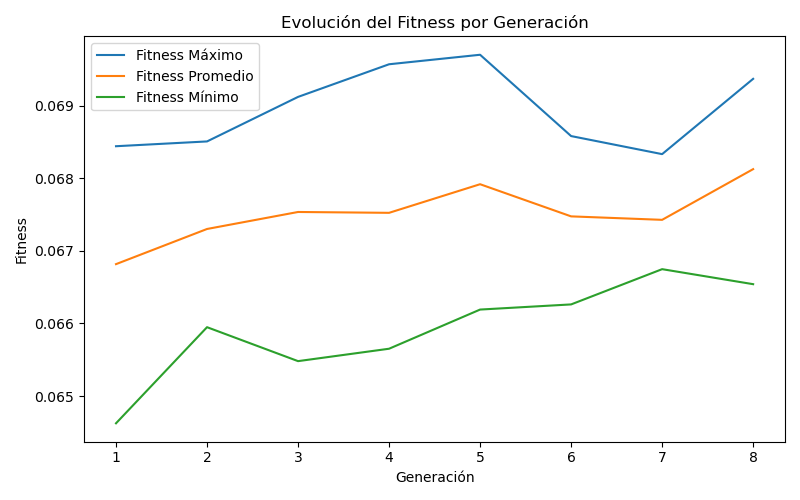 Evolución del Fitness por Generación
Fitness Máximo
Fitness Promedio
Fitness Mínimo
0.069
0.068
0.067
0.066
0.065
Fitness
1 2 3 4 5 6 7 8
Generación